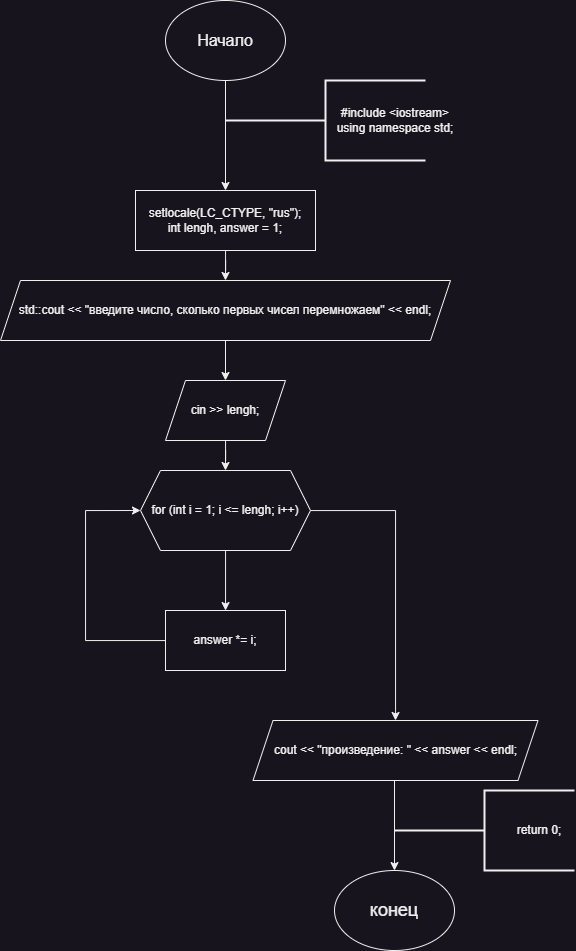 Начало
#include <iostream>
using namespace std;
setlocale(LC_CTYPE, "rus");
int lengh, answer = 1;
std::cout << "введите число, сколько первых чисел перемножаем" << endl;
cin >> lengh;
for (int i = 1; i <= lengh; i++)
answer *= i;
cout << "произведение: " << answer << endl;
return 0;
конец